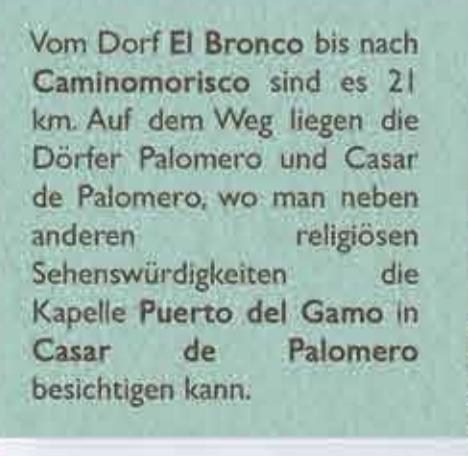 Vom Dorf El Bronco bis nach
Caminomorisco sind es 21
km. Auf dem Weg liegen die
Dörfer Palomero und Casar
de Palomero, wo man neben
anderen religiösen
Sehenswürdigkeiten die
Kapelle Puerto del Gamo in
Casar de Palomero
besichtigen kann.